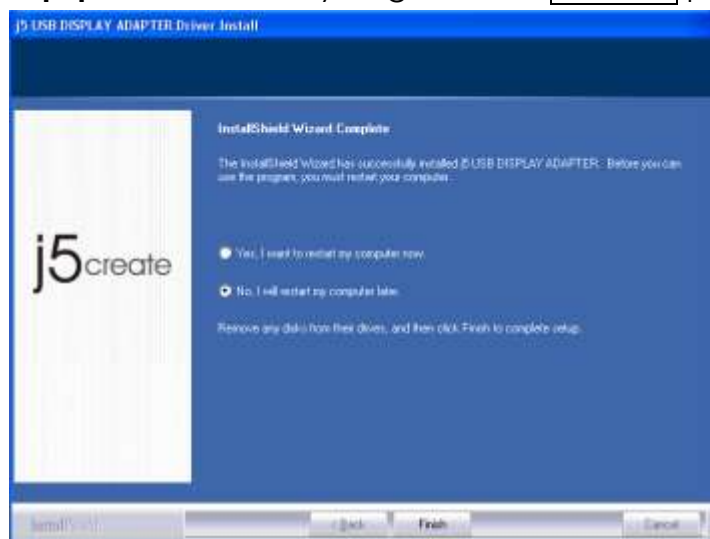 j5 USB DISPLAY ADAPTER Driver Install
InstallShield Wizard Complete
The InstallShield Wizard has successfully installed j5 USB DISPLAY ADAPTER. Before you can
use the program, you must restart your computer.
Yes, I want to restart my computer now.
j5create
No, I will restart my computer later.
Remove any disks from their drives, and then click Finish to complete setup.
InstallShield
< Back
Finish
Cancel